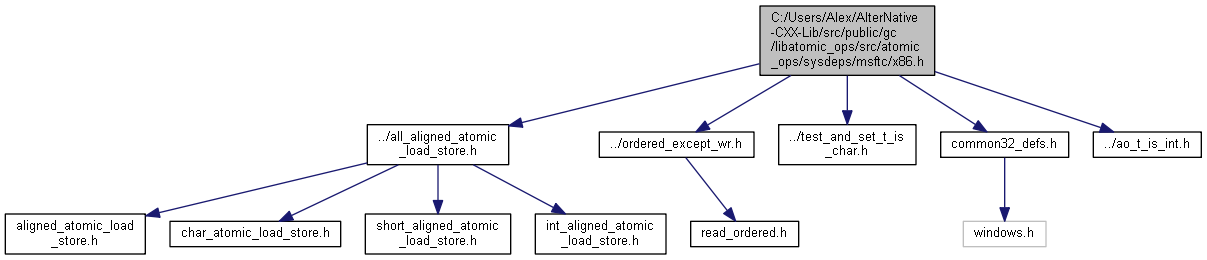 C:/Users/Alex/AlterNative
-CXX-Lib/src/public/gc
/libatomic_ops/src/atomic
_ops/sysdeps/msftc/x86.h
../all_aligned_atomic
_load_store.h
../ordered_except_wr.h
../test_and_set_t_is
_char.h
common32_defs.h
../ao_t_is_int.h
aligned_atomic_load
_store.h
char_atomic_load_store.h
short_aligned_atomic
_load_store.h
int_aligned_atomic
_load_store.h
read_ordered.h
windows.h